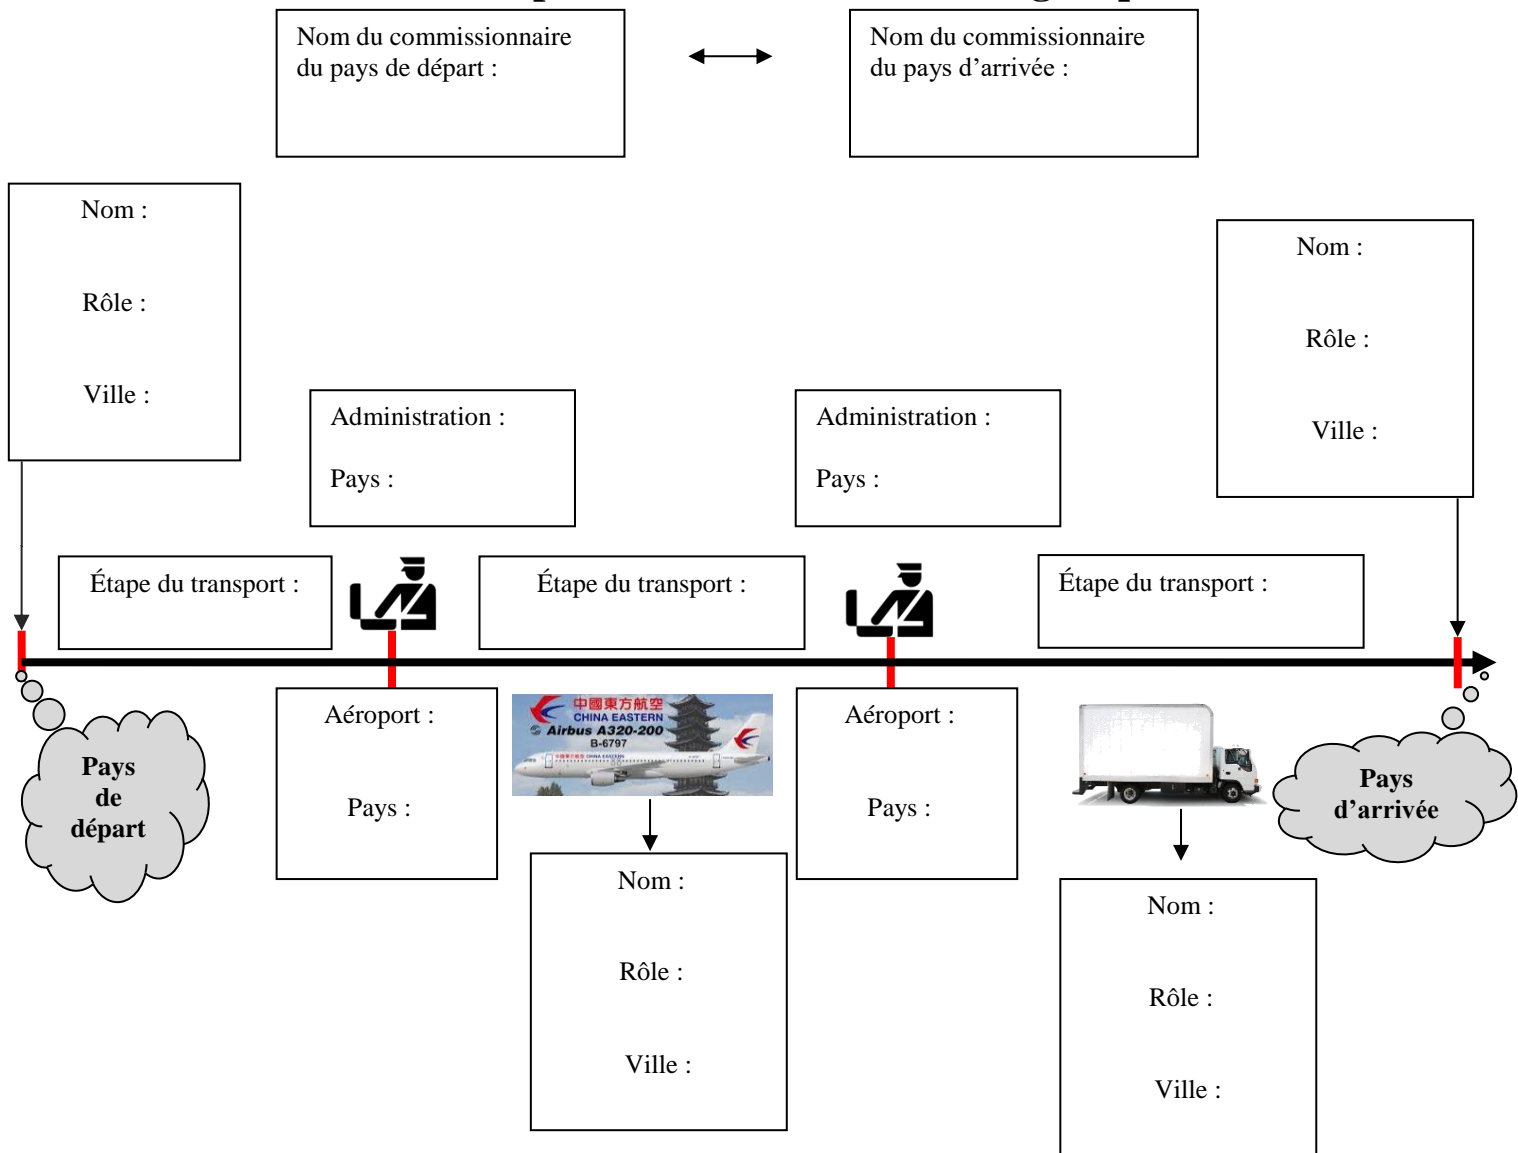 Nom du commissionnaire
du pays de départ :
Nom du commissionnaire
du pays d’arrivée :
Nom :
Rôle :
Ville :
Nom :
Rôle :
Ville :
Administration :
Pays :
Administration :
Pays :
Étape du transport :
Étape du transport :
Étape du transport :
Pays
de
départ
Aéroport :
Pays :
中國東方航空
CHINA EASTERN
Airbus A320-200
B-6797
Aéroport :
Pays :
Pays
d’arrivée
Nom :
Rôle :
Ville :
Nom :
Rôle :
Ville :